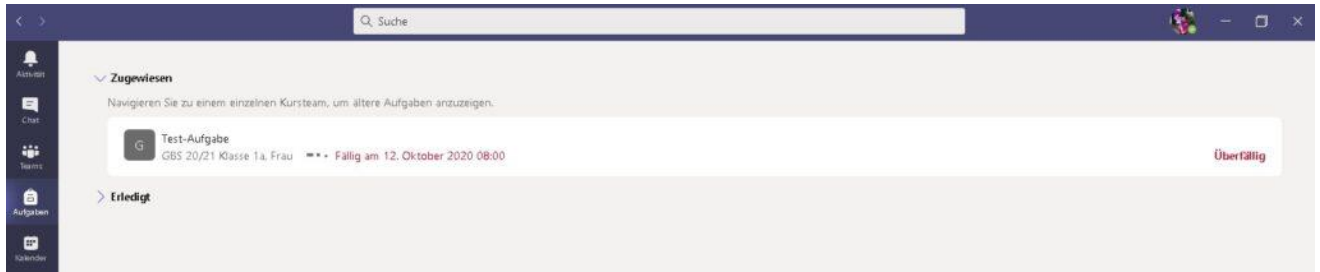 Suche
Aktivität
Chat
Teams
Aufgaben
Kalender
Zugewiesen
Navigieren Sie zu einem einzelnen Kursteam, um ältere Aufgaben anzuzeigen.
G
Test-Aufgabe
GBS 20/21 Klasse 1a, Frau Fällig am 12. Oktober 2020 08:00
Überfällig
Erledigt